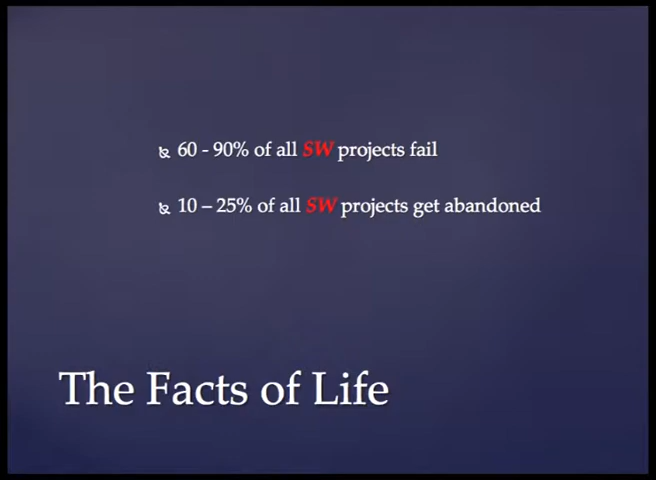 60 - 90% of all SW projects fail
10 – 25% of all SW projects get abandoned
The Facts of Life